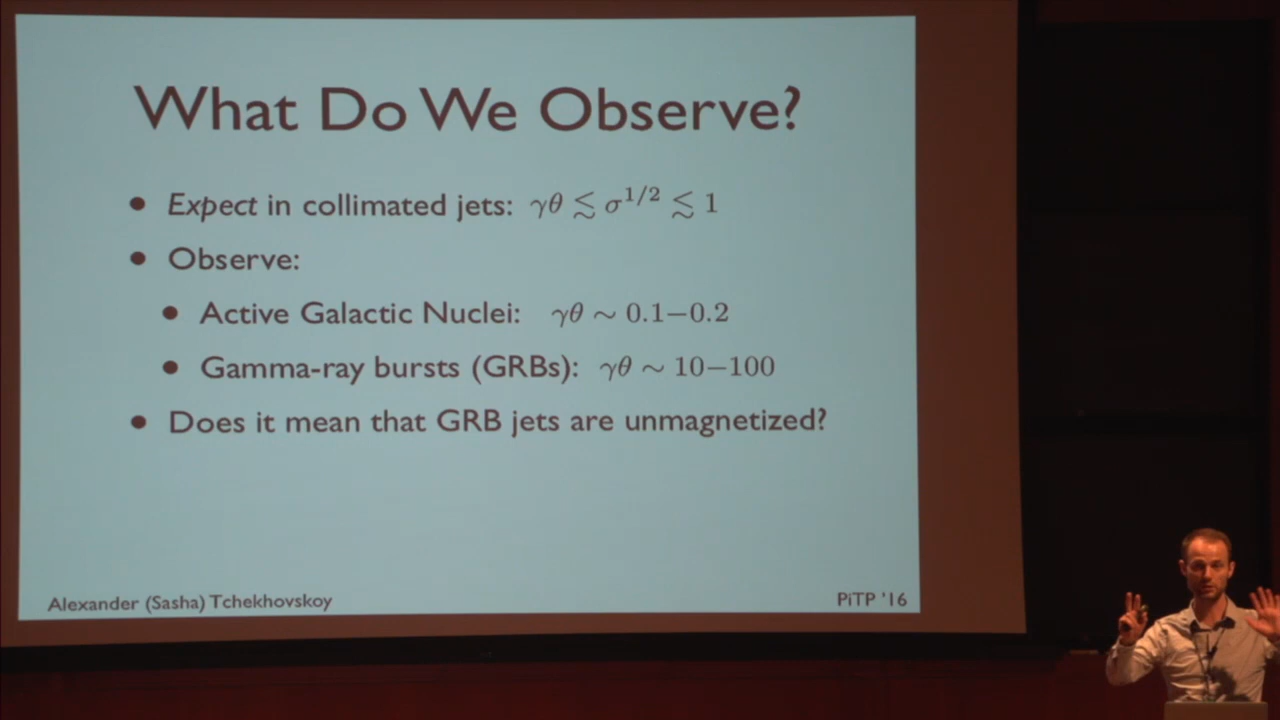 What Do We Observe?
• Expect in collimated jets: γθ ≲ σ^{1/2} ≲ 1
• Observe:
• Active Galactic Nuclei: γθ ∼ 0.1–0.2
• Gamma-ray bursts (GRBs): γθ ∼ 10–100
• Does it mean that GRB jets are unmagnetized?
Alexander (Sasha) Tchekhovskoy
PiTP '16